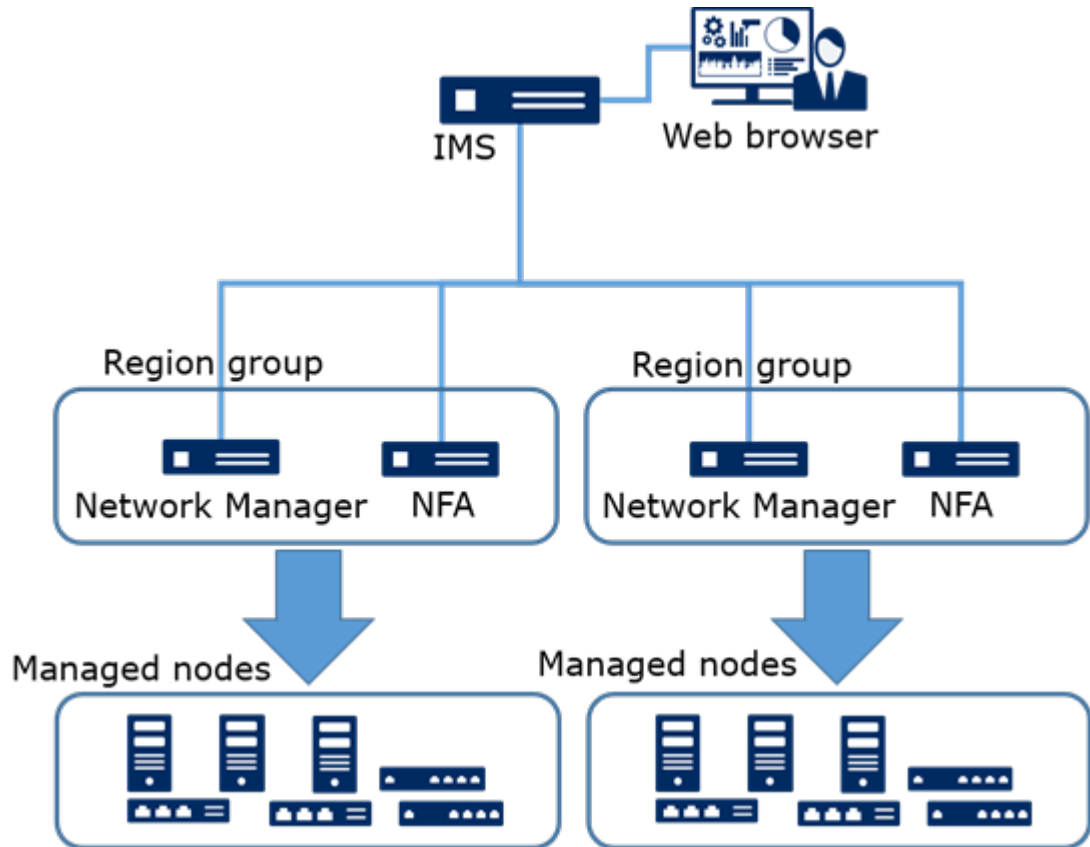 IMS
Web browser
Region group
Region group
Network Manager
NFA
Network Manager
NFA
Managed nodes
Managed nodes